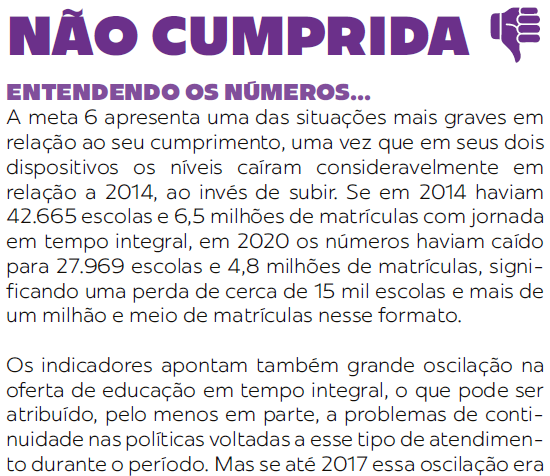 NÃO CUMPRIDA
ENTENDENDO OS NÚMEROS...
A meta 6 apresenta uma das situações mais graves em
relação ao seu cumprimento, uma vez que em seus dois
dispositivos os níveis caíram consideravelmente em
relação a 2014, ao invés de subir. Se em 2014 haviam
42.665 escolas e 6,5 milhões de matrículas com jornada
em tempo integral, em 2020 os números haviam caído
para 27.969 escolas e 4,8 milhões de matrículas, signi-
ficando uma perda de cerca de 15 mil escolas e mais de
um milhão e meio de matrículas nesse formato.
Os indicadores apontam também grande oscilação na
oferta de educação em tempo integral, o que pode ser
atribuído, pelo menos em parte, a problemas de conti-
nuidade nas políticas voltadas a esse tipo de atendimen-
to durante o período. Mas se até 2017 essa oscilação era